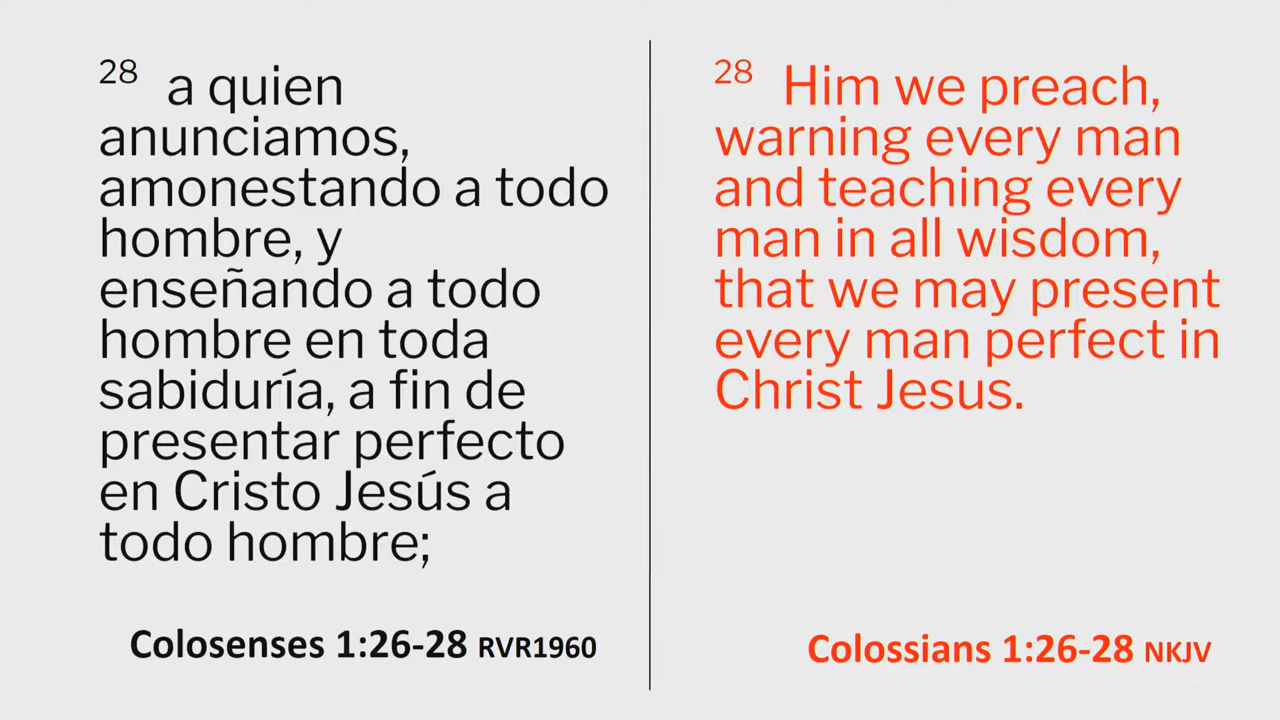 28 a quien
anunciamos,
amonestando a todo
hombre, y
enseñando a todo
hombre en toda
sabiduría, a fin de
presentar perfecto
en Cristo Jesús a
todo hombre;
Colosenses 1:26-28 RVR1960
28 Him we preach,
warning every man
and teaching every
man in all wisdom,
that we may present
every man perfect in
Christ Jesus.
Colossians 1:26-28 NKJV